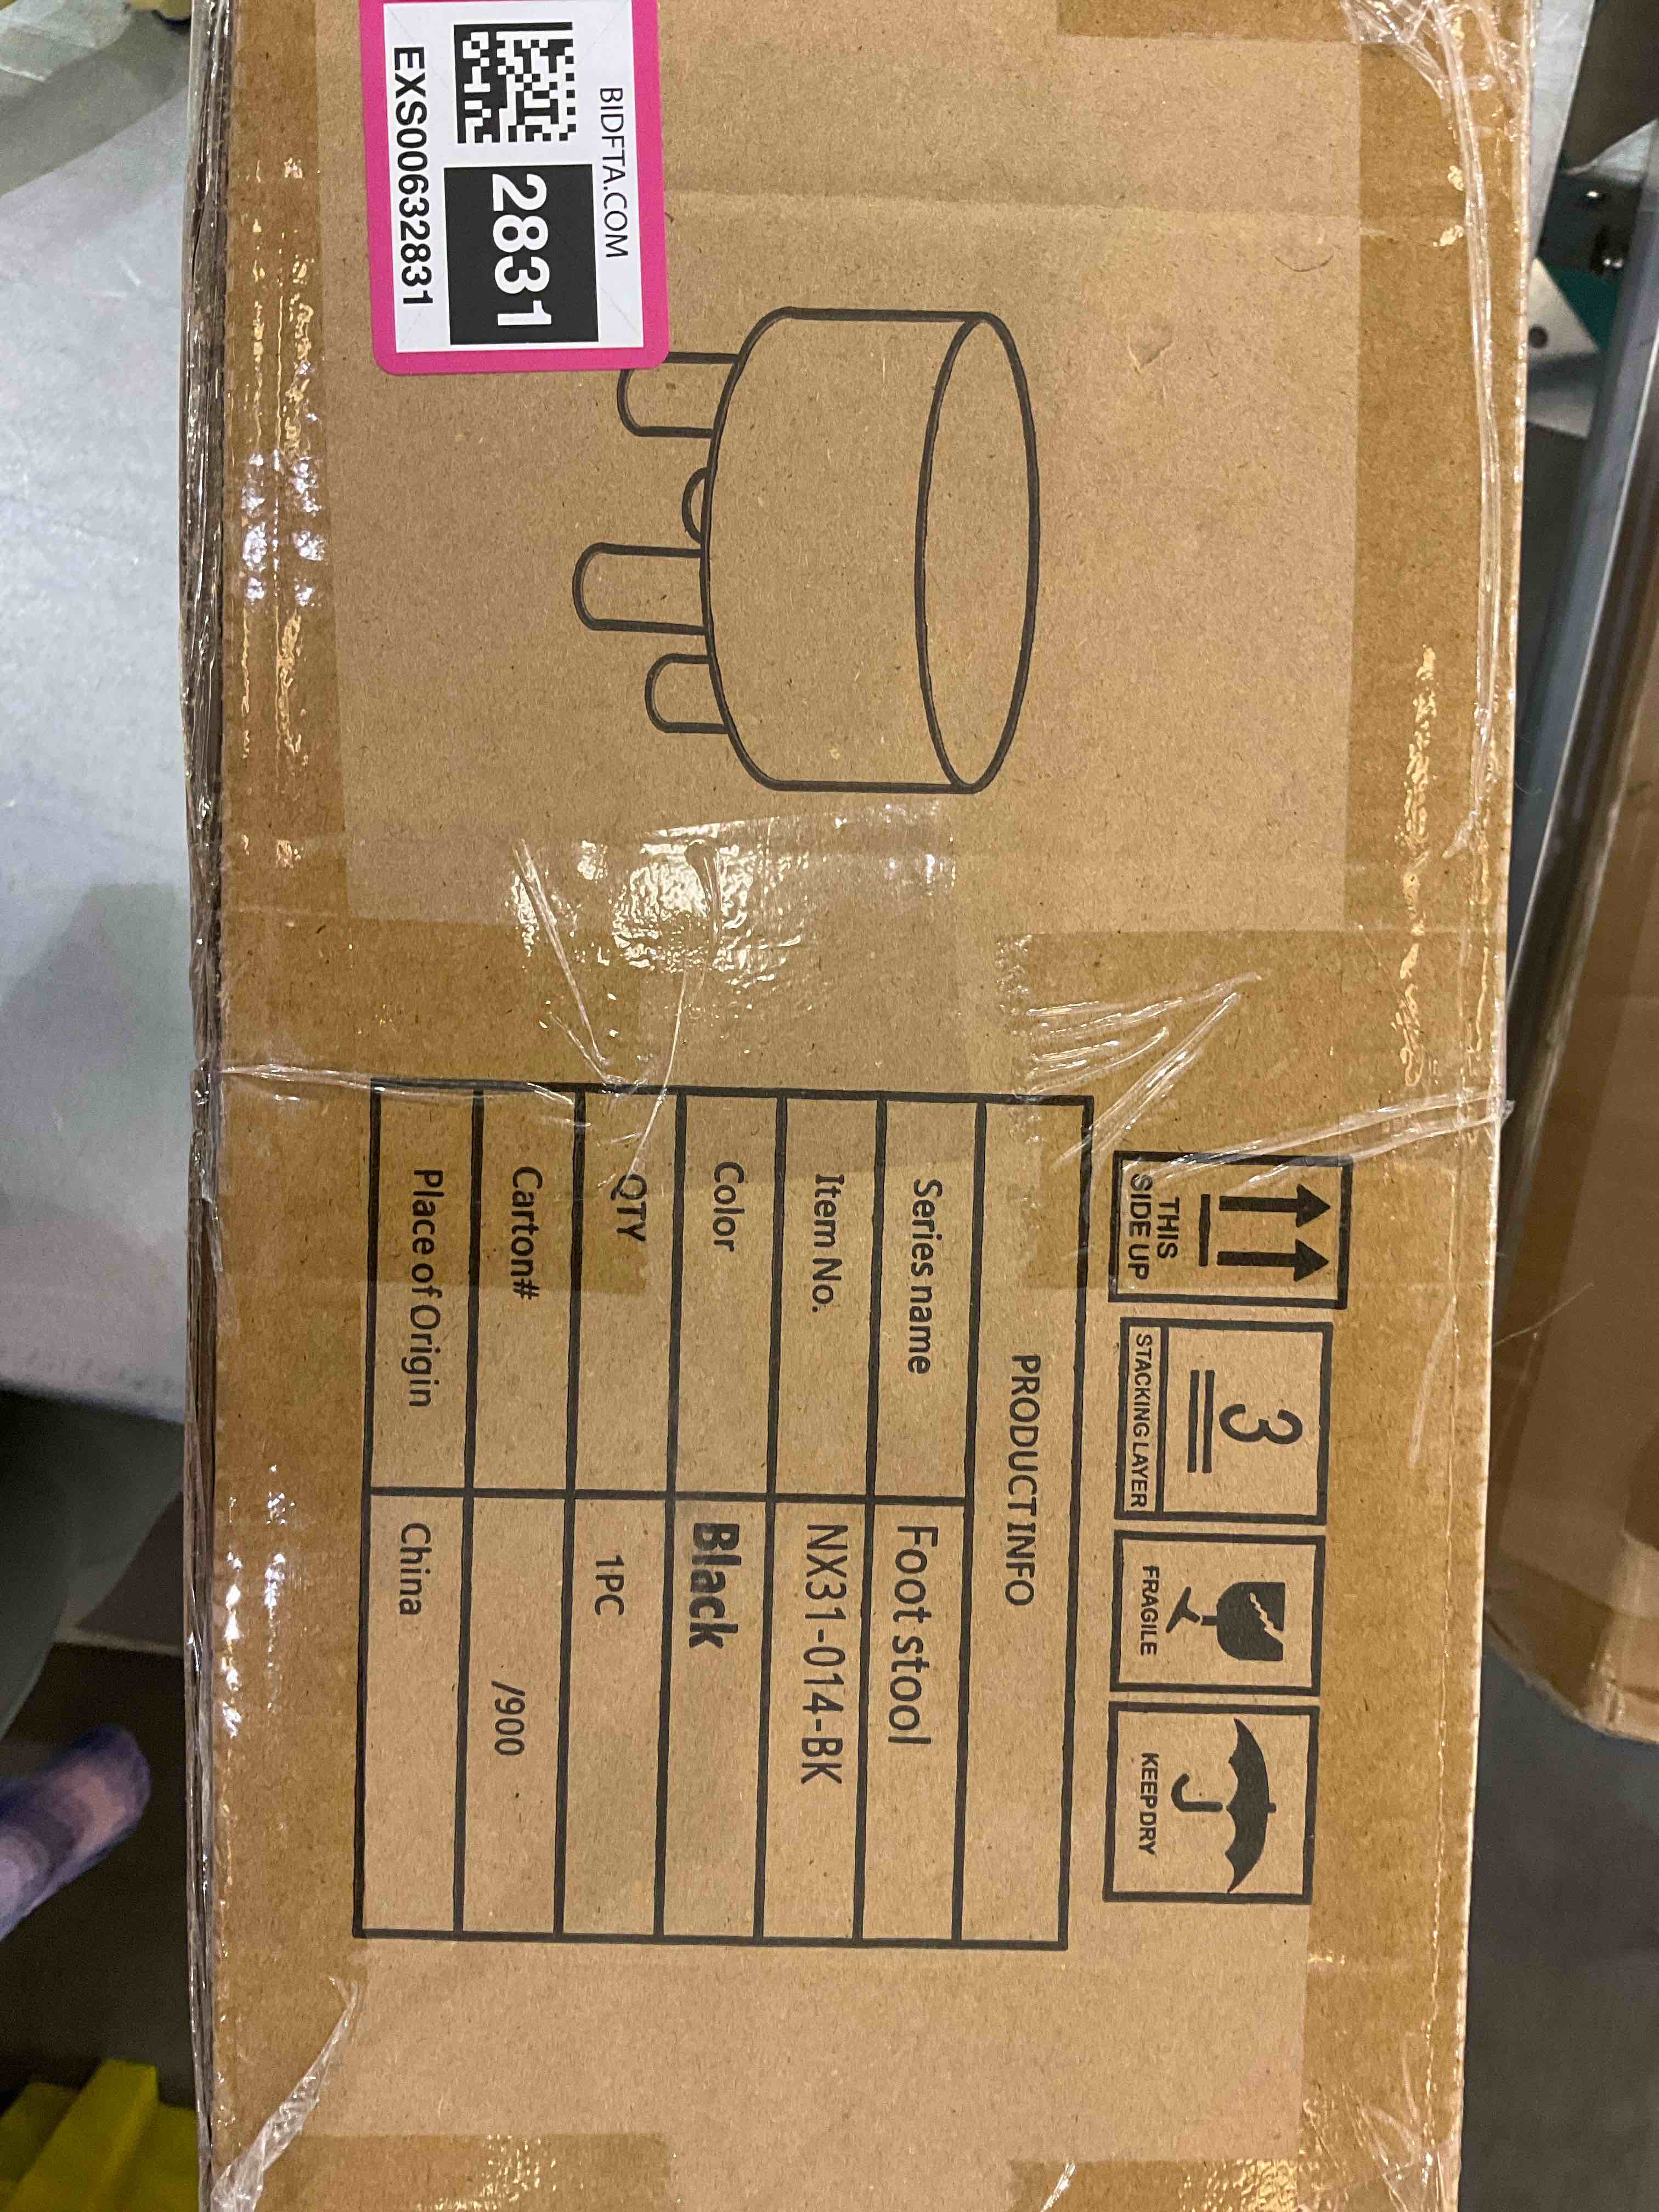 BIDFTA.COM
2831
EXS00632831
THIS
SIDE UP
3
STACKING LAYER
FRAGILE
KEEP DRY
PRODUCT INFO
Series name Foot stool
Item No. NX31-014-BK
Color Black
QTY 1PC
Carton# /900
Place of Origin China